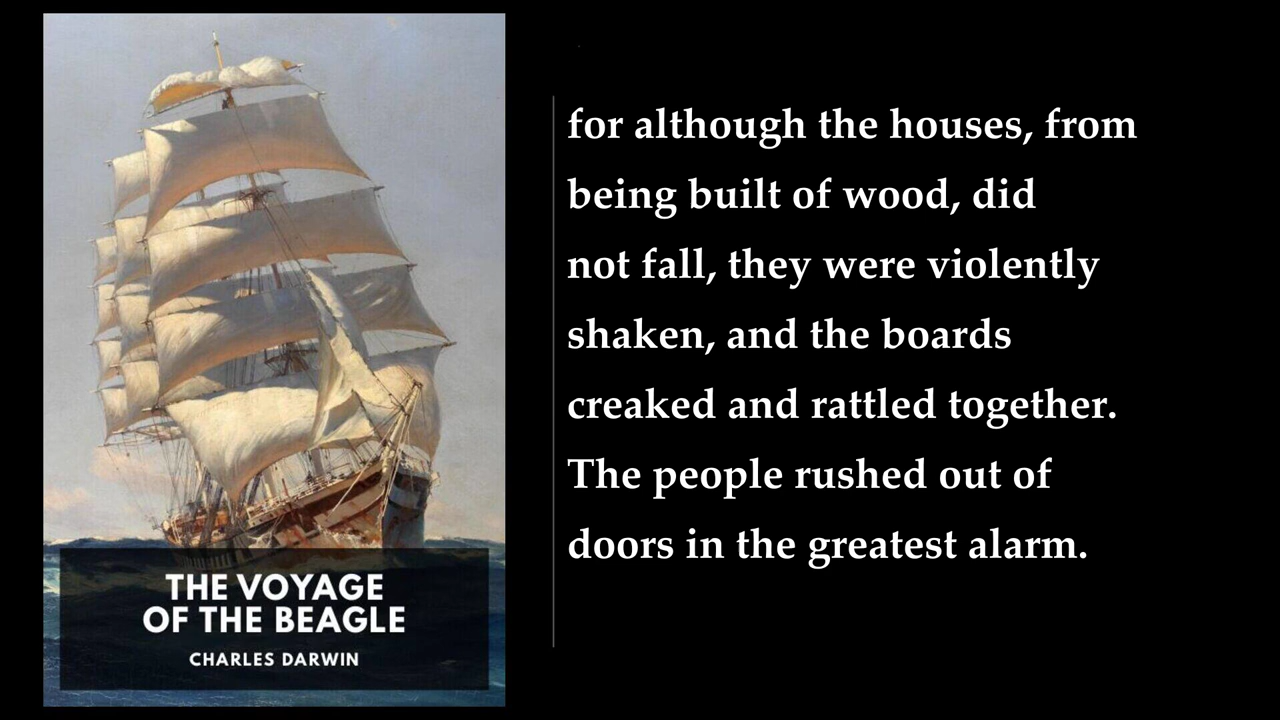 THE VOYAGE
OF THE BEAGLE
CHARLES DARWIN
for although the houses, from
being built of wood, did
not fall, they were violently
shaken, and the boards
creaked and rattled together.
The people rushed out of
doors in the greatest alarm.